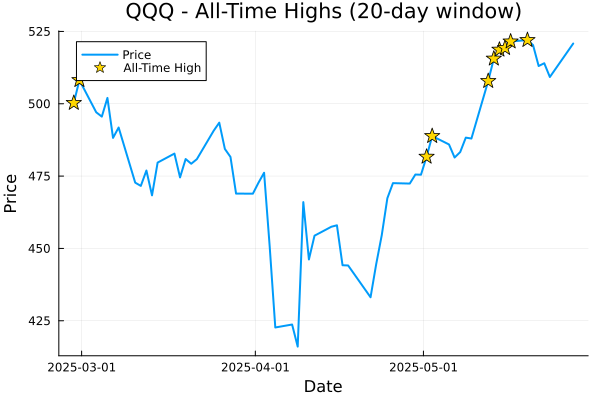 QQQ - All-Time Highs (20-day window)
525
500
475
450
425
Price
Price
All-Time High
2025-03-01
2025-04-01
2025-05-01
Date